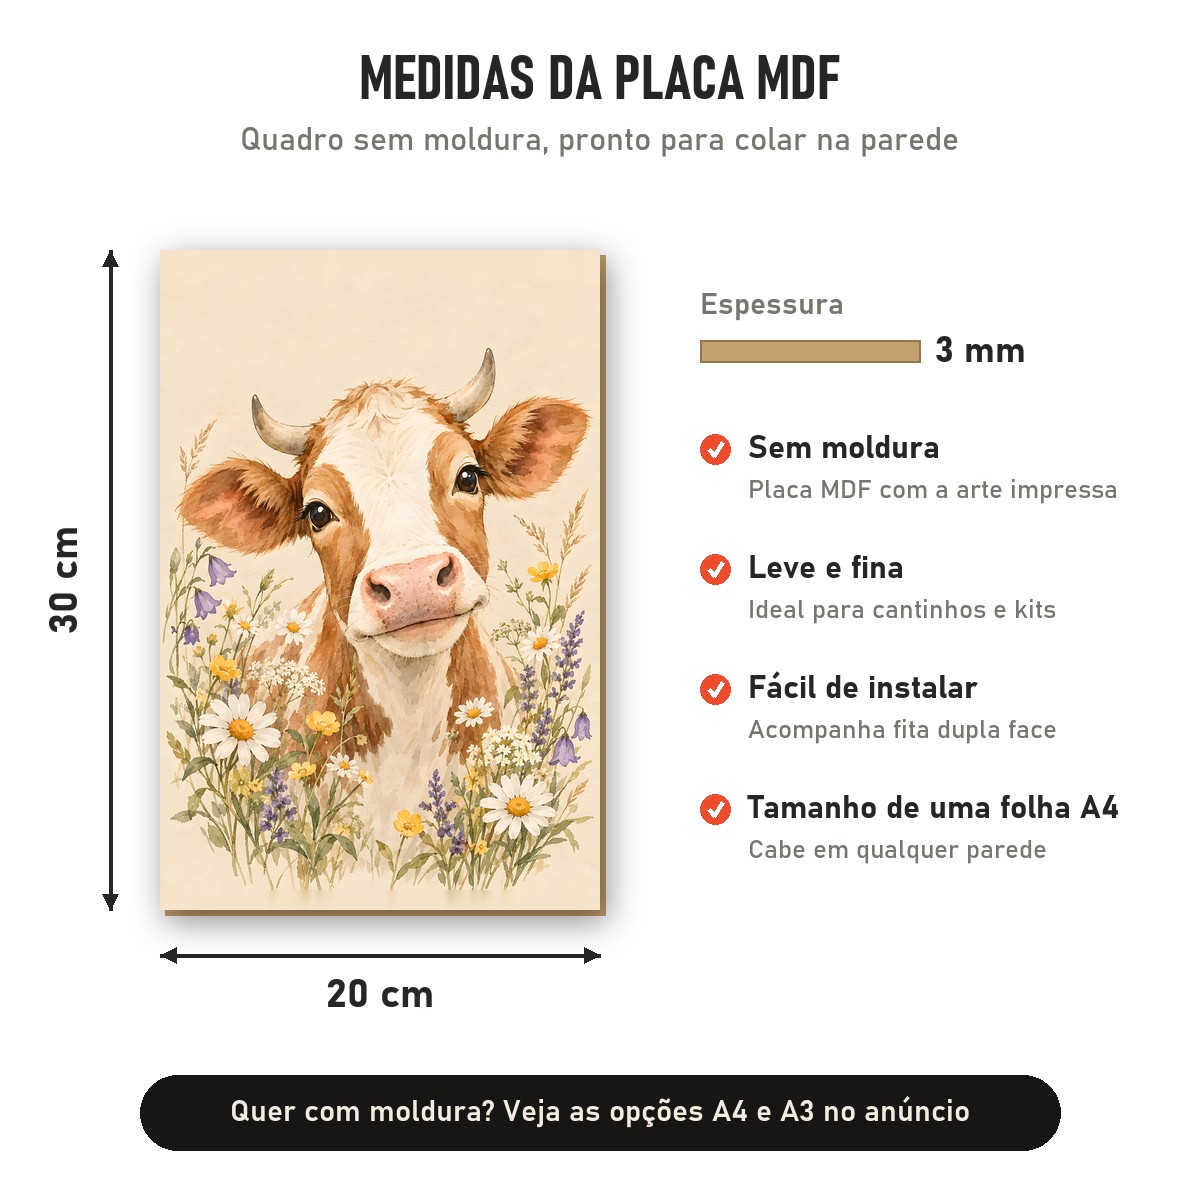 MEDIDAS DA PLACA MDF
Quadro sem moldura, pronto para colar na parede
30 cm
20 cm
Espessura
3 mm
Sem moldura
Placa MDF com a arte impressa
Leve e fina
Ideal para cantinhos e kits
Fácil de instalar
Acompanha fita dupla face
Tamanho de uma folha A4
Cabe em qualquer parede
Quer com moldura? Veja as opções A4 e A3 no anúncio